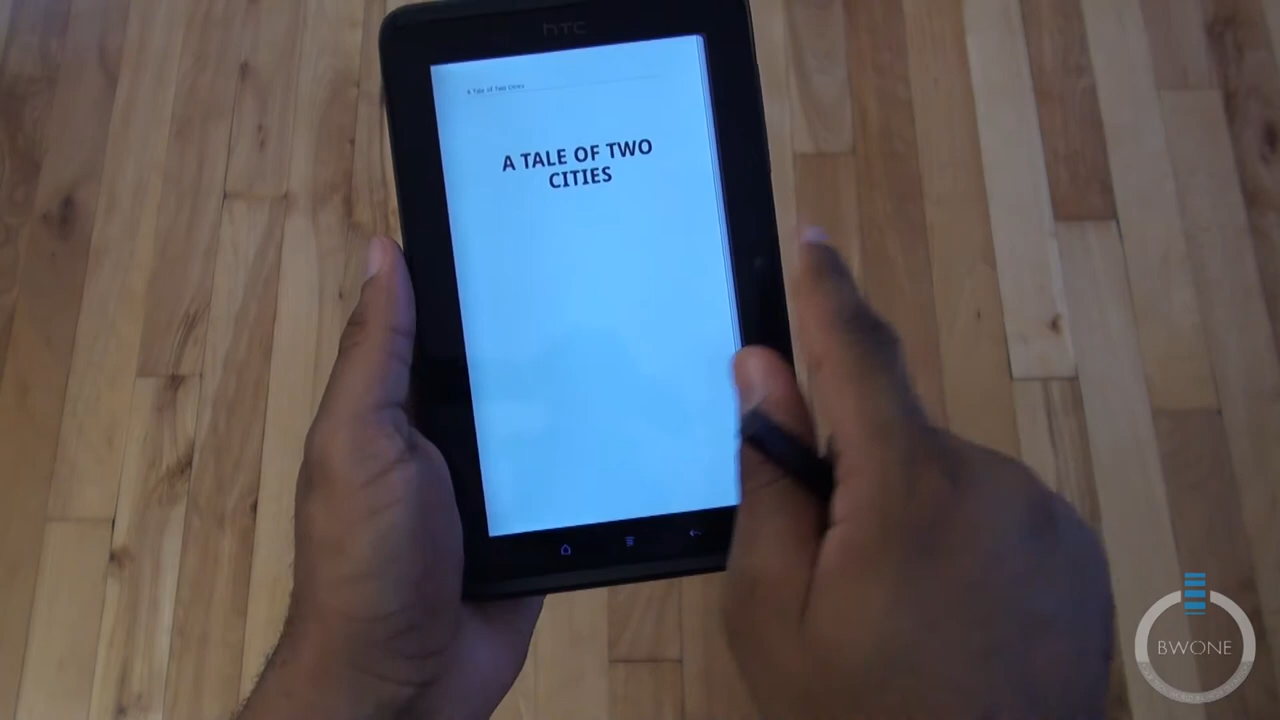 hTC
A Tale of Two Cities
A TALE OF TWO
CITIES
BWONE